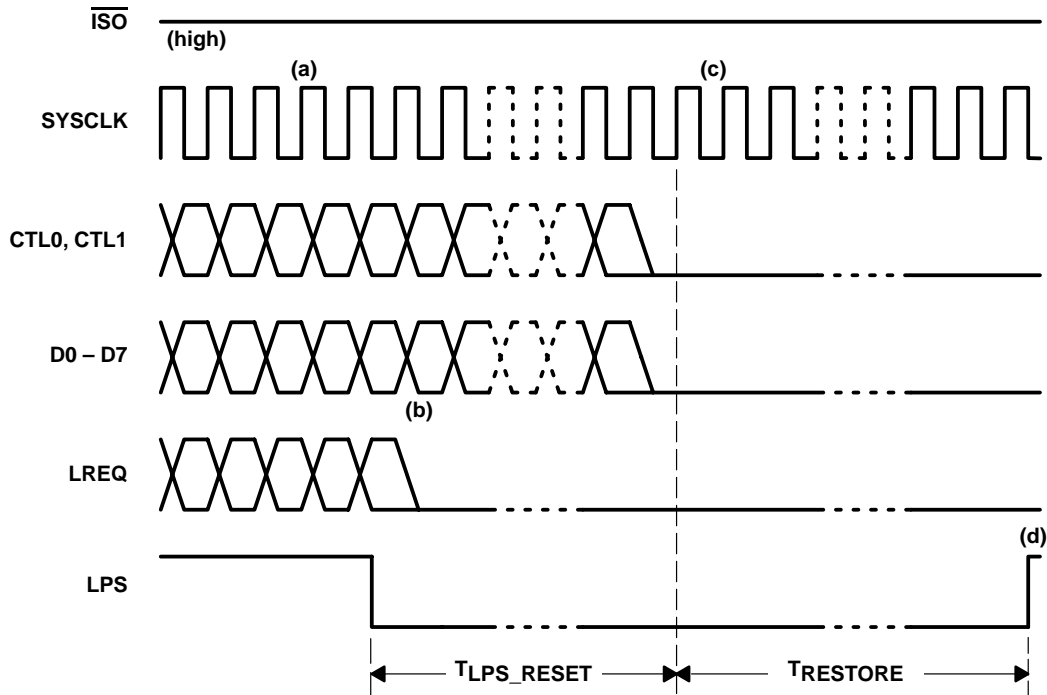 ISO
(high)
(a)
(c)
SYSCLK
CTL0, CTL1
D0 – D7
(b)
LREQ
(d)
LPS
TLPS_RESET
TRESTORE